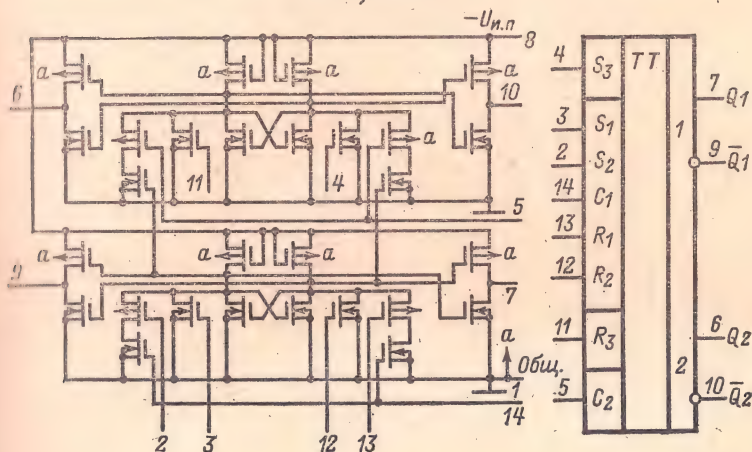 −Uи.п
8
a
a
a
a
6
10
a
a
11
4
5
a
a
a
a
9
7
a
Общ.
1
14
2
3
12
13
4 S3 TT
3 S1 1 7 Q1
2 S2 9 Q̅1
14 C1
13 R1
12 R2
11 R3 6 Q2
5 C2 2 10 Q̅2